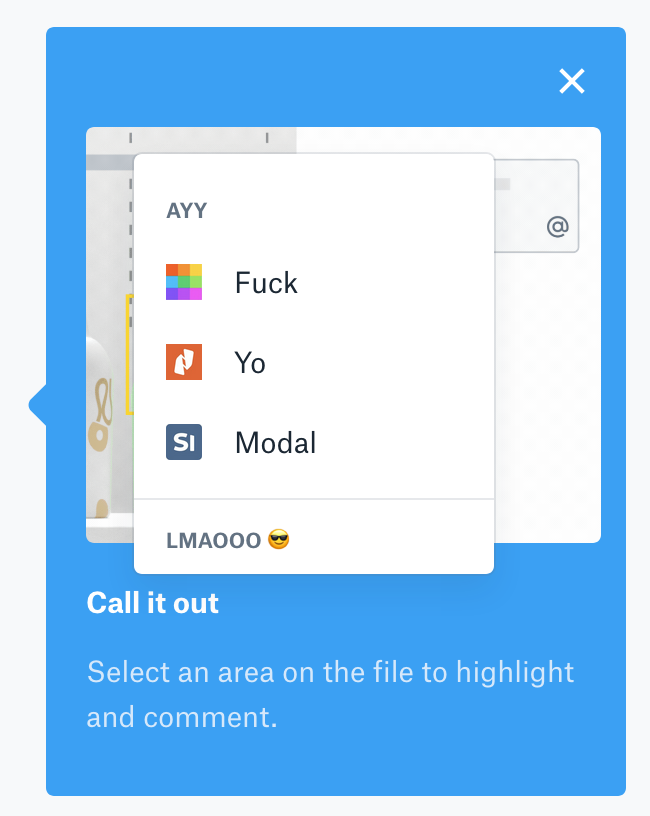 @
AYY
Fuck
Yo
SI Modal
LMAOOO 😎
Call it out
Select an area on the file to highlight
and comment.